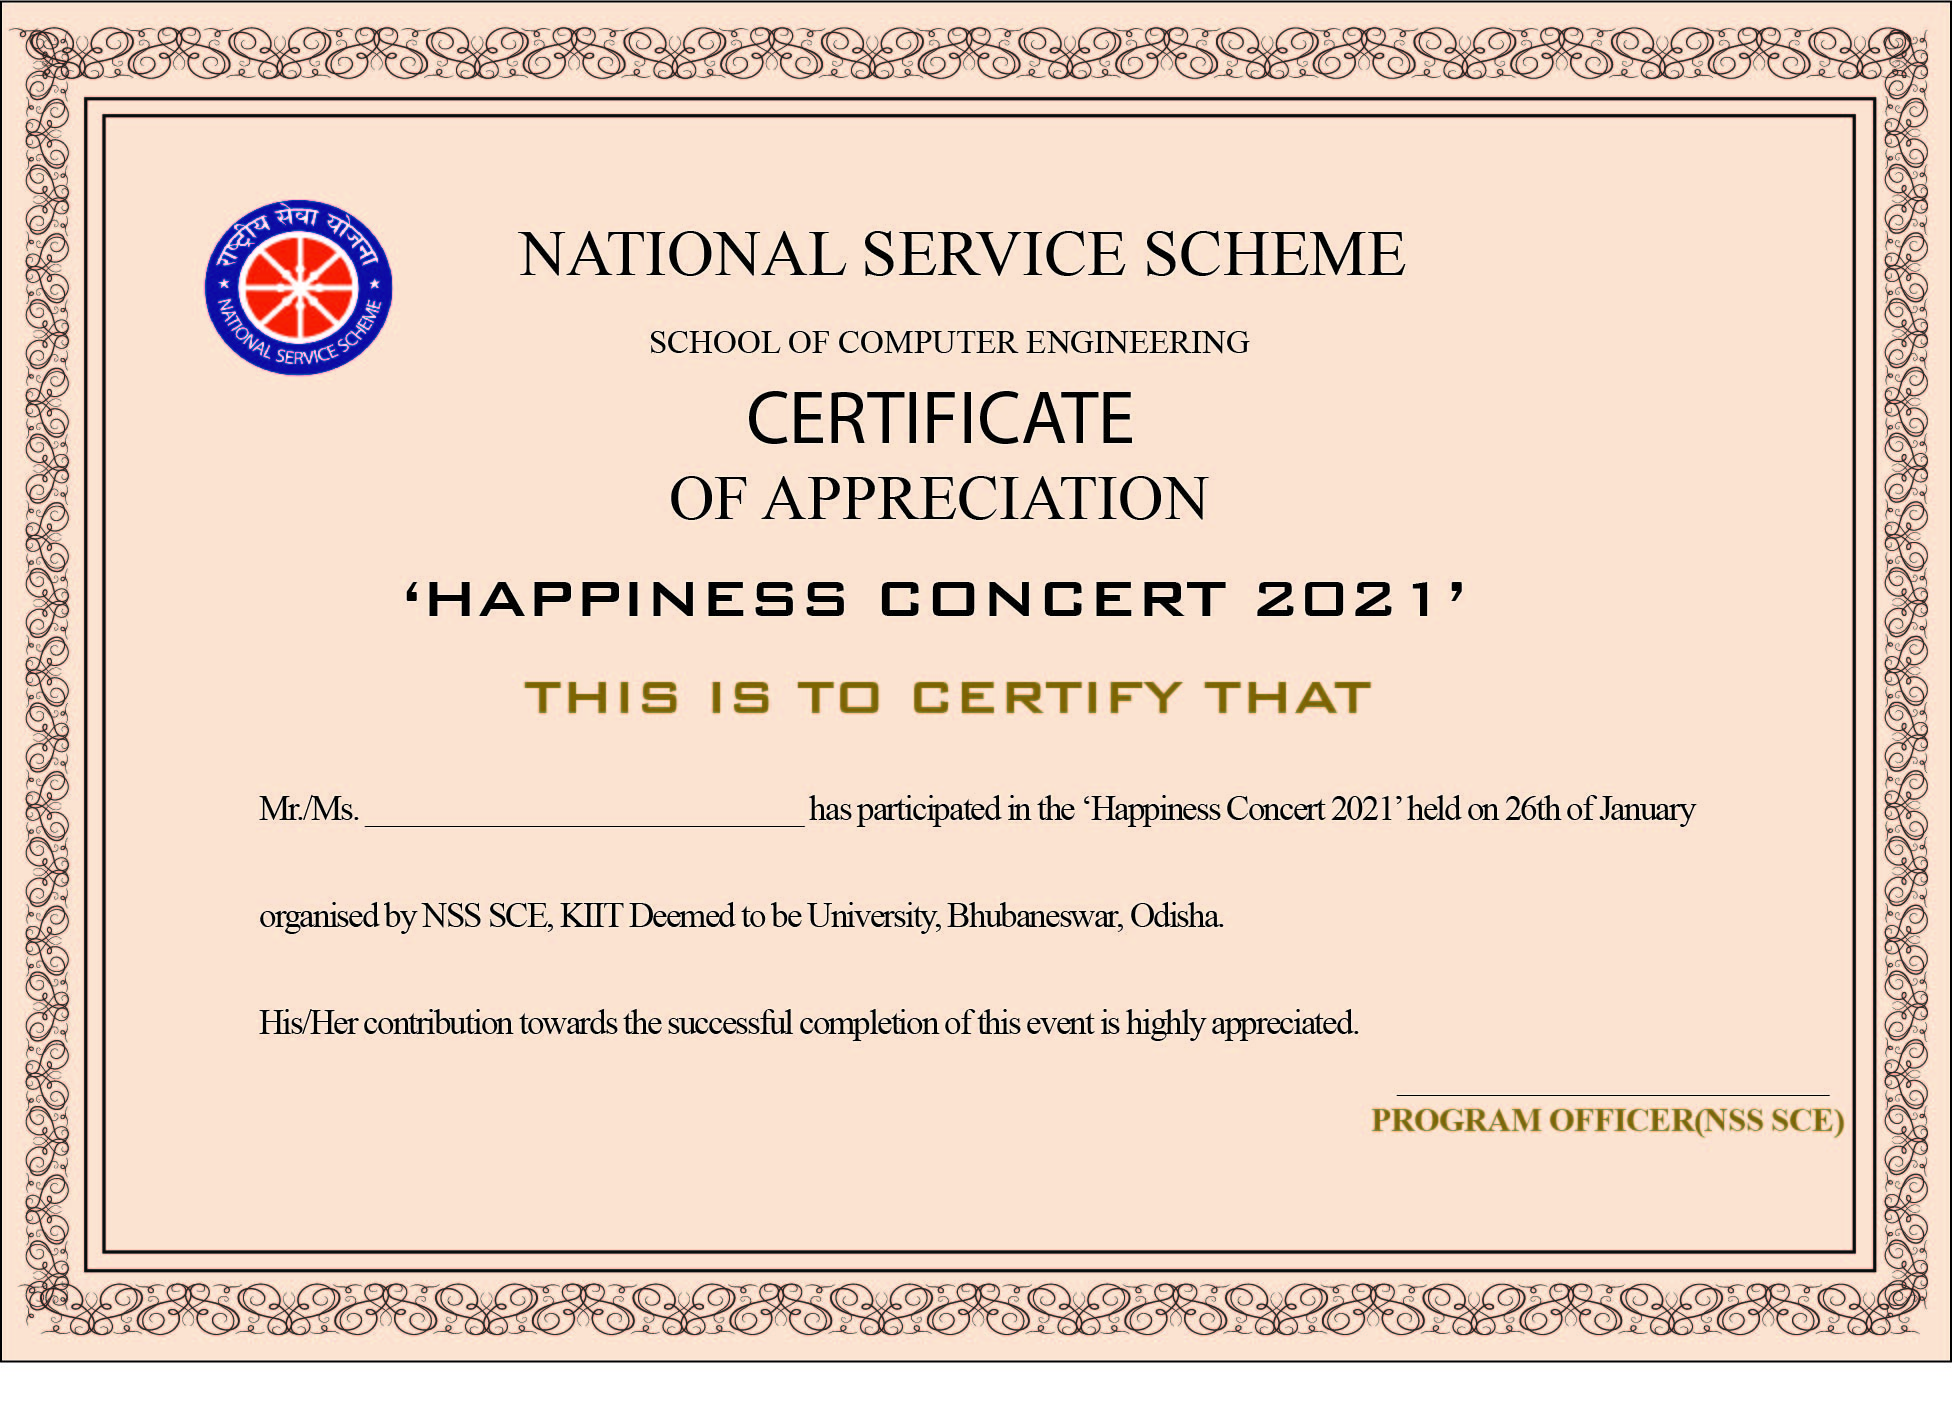 राष्ट्रीय सेवा योजना
NATIONAL SERVICE SCHEME
NATIONAL SERVICE SCHEME
SCHOOL OF COMPUTER ENGINEERING
CERTIFICATE
OF APPRECIATION
‘HAPPINESS CONCERT 2021’
THIS IS TO CERTIFY THAT
Mr./Ms. __________________________ has participated in the ‘Happiness Concert 2021’ held on 26th of January
organised by NSS SCE, KIIT Deemed to be University, Bhubaneswar, Odisha.
His/Her contribution towards the successful completion of this event is highly appreciated.
PROGRAM OFFICER(NSS SCE)